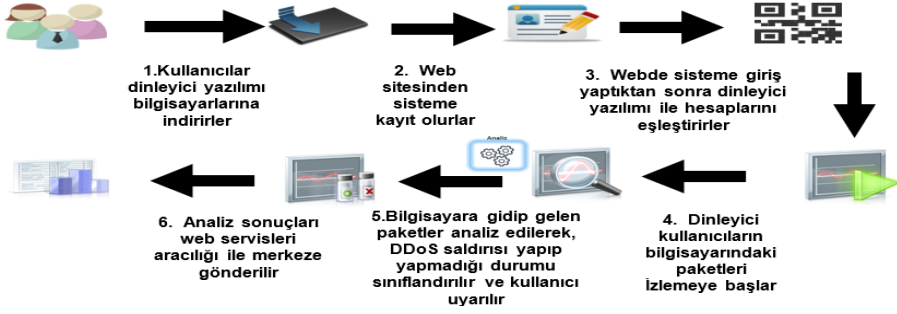 1.Kullanıcılar
dinleyici yazılımı
bilgisayarlarına
indirirler
2. Web
sitesinden
sisteme
kayıt olurlar
3. Webde sisteme giriş
yaptıktan sonra dinleyici
yazılımı ile hesaplarını
eşleştirirler
4. Dinleyici
kullanıcıların
bilgisayarındaki
paketleri
İzlemeye başlar
Analiz
5.Bilgisayara gidip gelen
paketler analiz edilerek,
DDoS saldırısı yapıp
yapmadığı durumu
sınıflandırılır ve kullanıcı
uyarılır
6. Analiz sonuçları
web servisleri
aracılığı ile merkeze
gönderilir